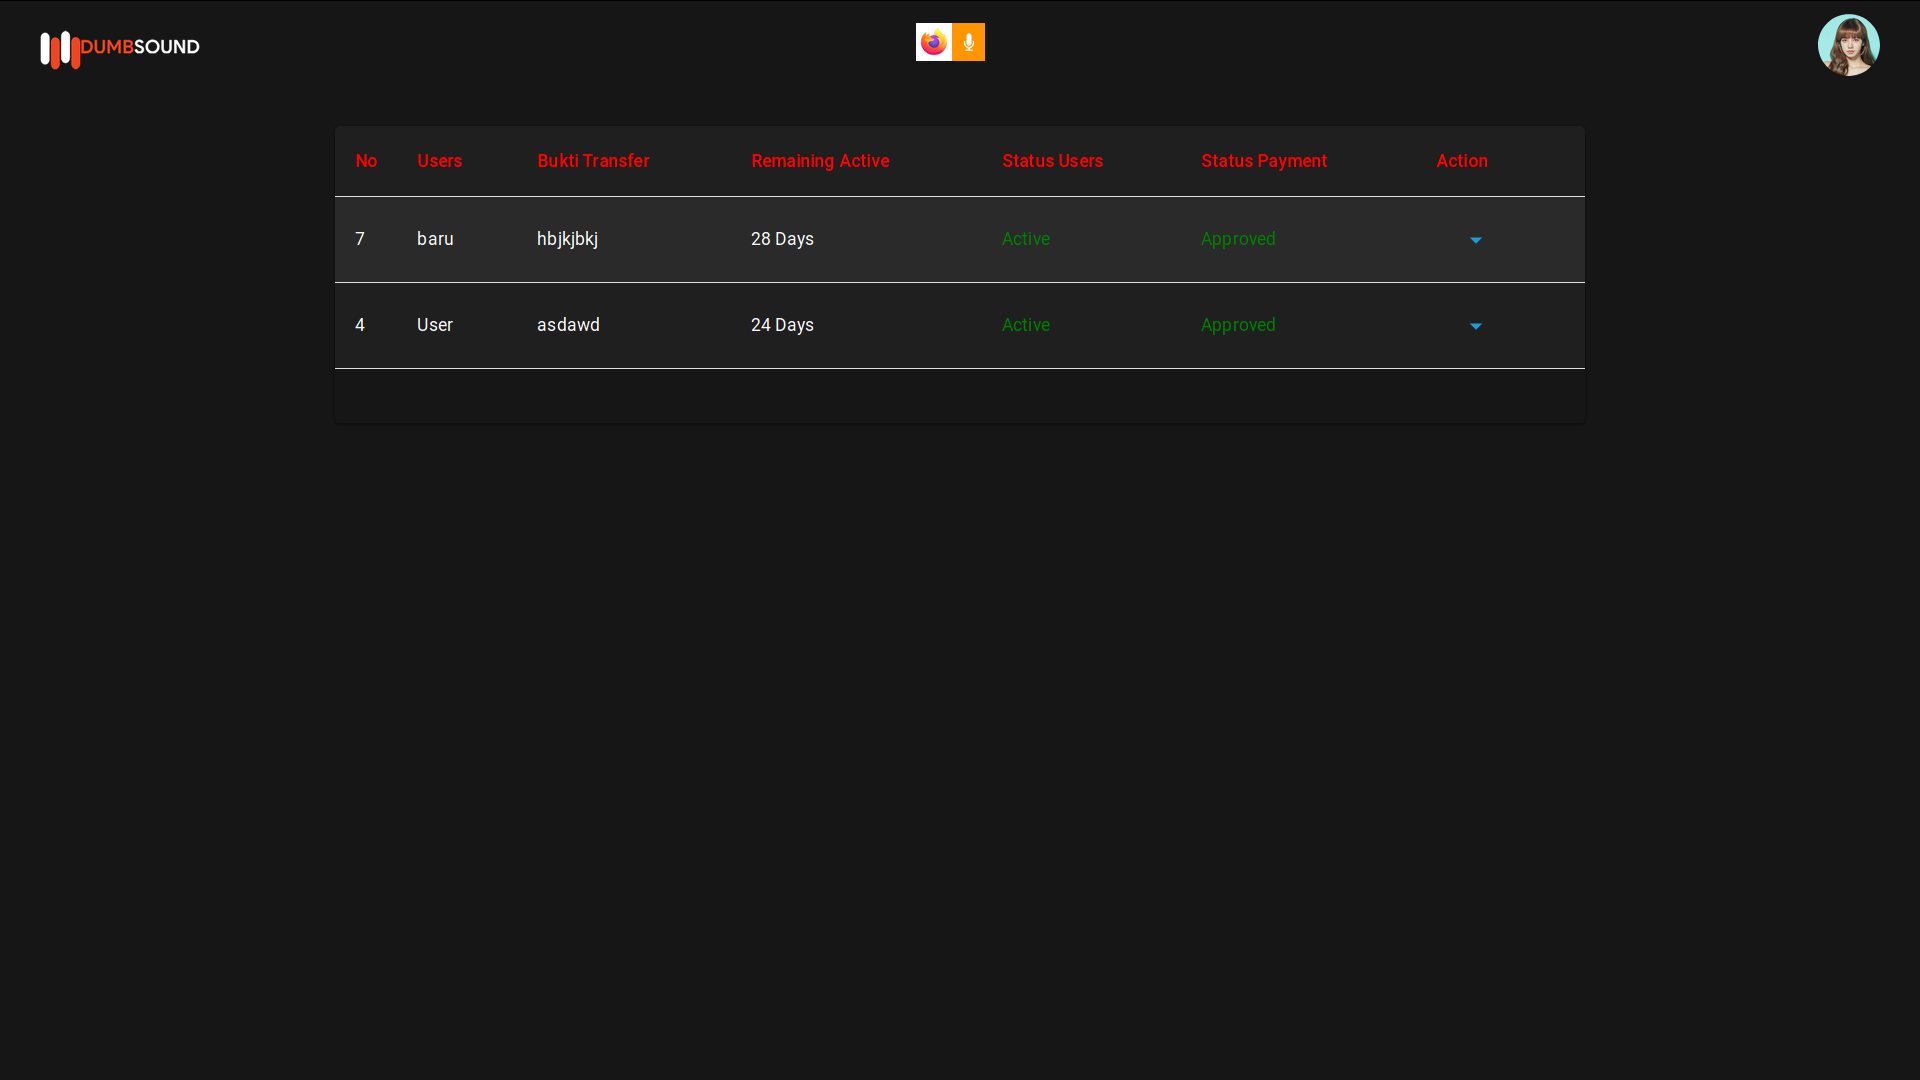 DUMBSOUND
No Users Bukti Transfer Remaining Active Status Users Status Payment Action
7 baru hbjkjbkj 28 Days Active Approved
4 User asdawd 24 Days Active Approved